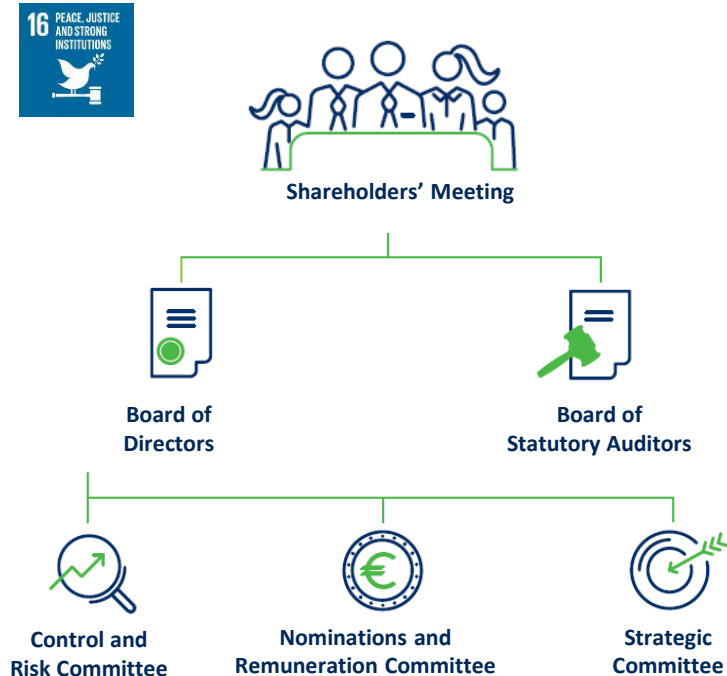 16 PEACE, JUSTICE
AND STRONG
INSTITUTIONS
Shareholders’ Meeting
Board of
Directors
Board of
Statutory Auditors
Control and
Risk Committee
Nominations and
Remuneration Committee
Strategic
Committee